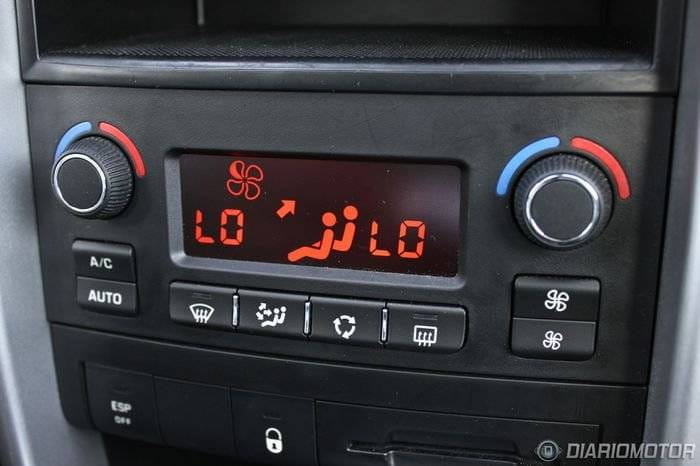 LO LO
A/C
AUTO
ESP
OFF
DIARIOMOTOR